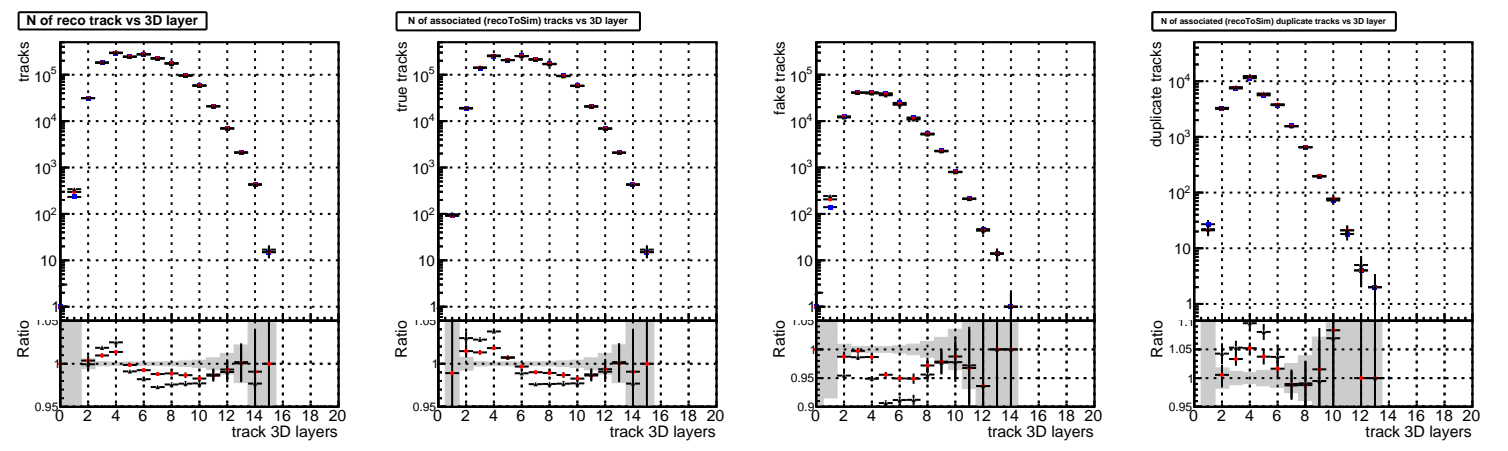 N of reco track vs 3D layer
tracks
10^5
10^4
10^3
10^2
10
1
Ratio
1.05
1
0.95
0 2 4 6 8 10 12 14 16 18 20
track 3D layers
N of associated (recoToSim) tracks vs 3D layer
true tracks
10^5
10^4
10^3
10^2
10
1
Ratio
1.05
1
0.95
0 2 4 6 8 10 12 14 16 18 20
track 3D layers
fake tracks
10^5
10^4
10^3
10^2
10
1
Ratio
1.05
1
0.95
0.9
0 2 4 6 8 10 12 14 16 18 20
track 3D layers
N of associated (recoToSim) duplicate tracks vs 3D layer
duplicate tracks
10^4
10^3
10^2
10
1
Ratio
1.1
1.05
1
0.95
0 2 4 6 8 10 12 14 16 18 20
track 3D layers